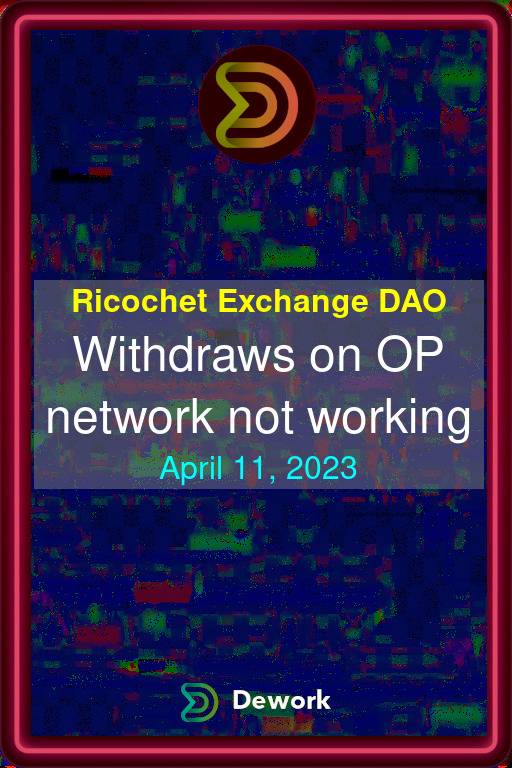 Ricochet Exchange DAO
Withdraws on OP
network not working
April 11, 2023
Dework